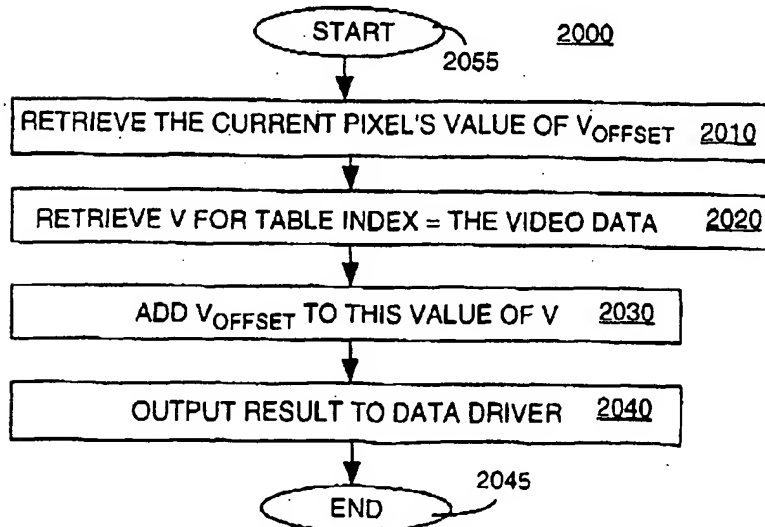 START
2000
2055
RETRIEVE THE CURRENT PIXEL'S VALUE OF VOFFSET 2010
RETRIEVE V FOR TABLE INDEX = THE VIDEO DATA 2020
ADD VOFFSET TO THIS VALUE OF V 2030
OUTPUT RESULT TO DATA DRIVER 2040
2045
END